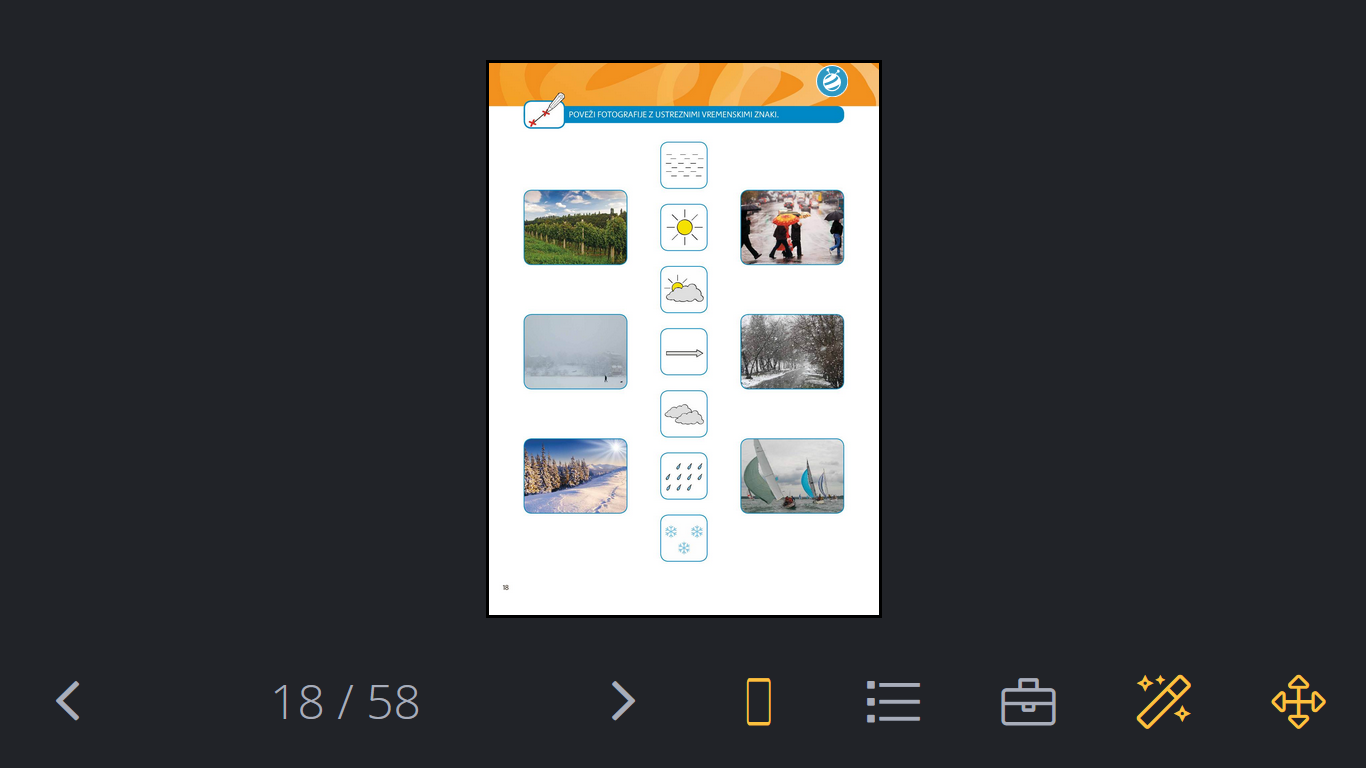 POVEŽI FOTOGRAFIJE Z USTREZNIMI VREMENSKIMI ZNAKI.
18
18 / 58